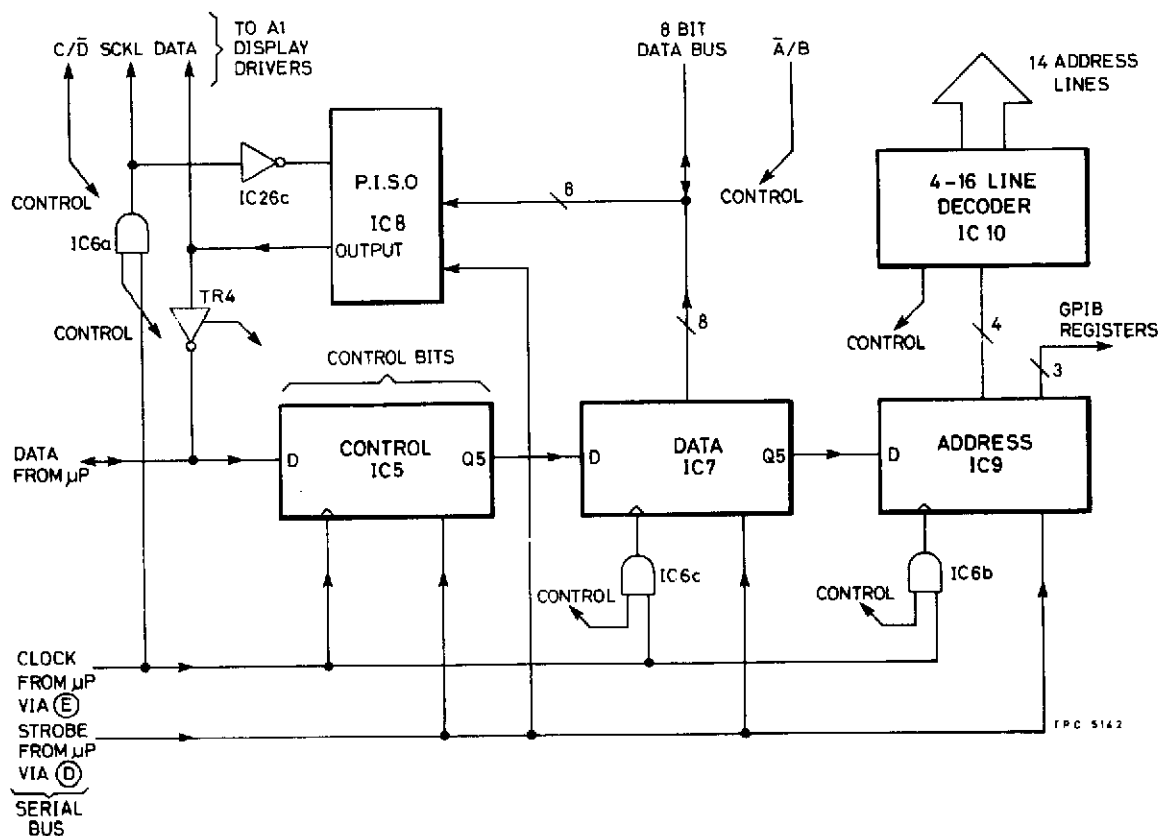 C/D̄ SCKL DATA
TO A1
DISPLAY
DRIVERS
8 BIT
DATA BUS
Ā/B
14 ADDRESS
LINES
CONTROL
IC6a
IC26c
P.I.S.O
IC8
OUTPUT
8
CONTROL
4-16 LINE
DECODER
IC 10
TR4
CONTROL
8
CONTROL
4
GPIB
REGISTERS
3
CONTROL BITS
DATA
FROM µP
D
CONTROL
IC5
Q5
D
DATA
IC7
Q5
D
ADDRESS
IC9
IC6c
CONTROL
IC6b
CONTROL
CLOCK
FROM µP
VIA Ⓔ
STROBE
FROM µP
VIA Ⓓ
SERIAL
BUS
TPC 5142